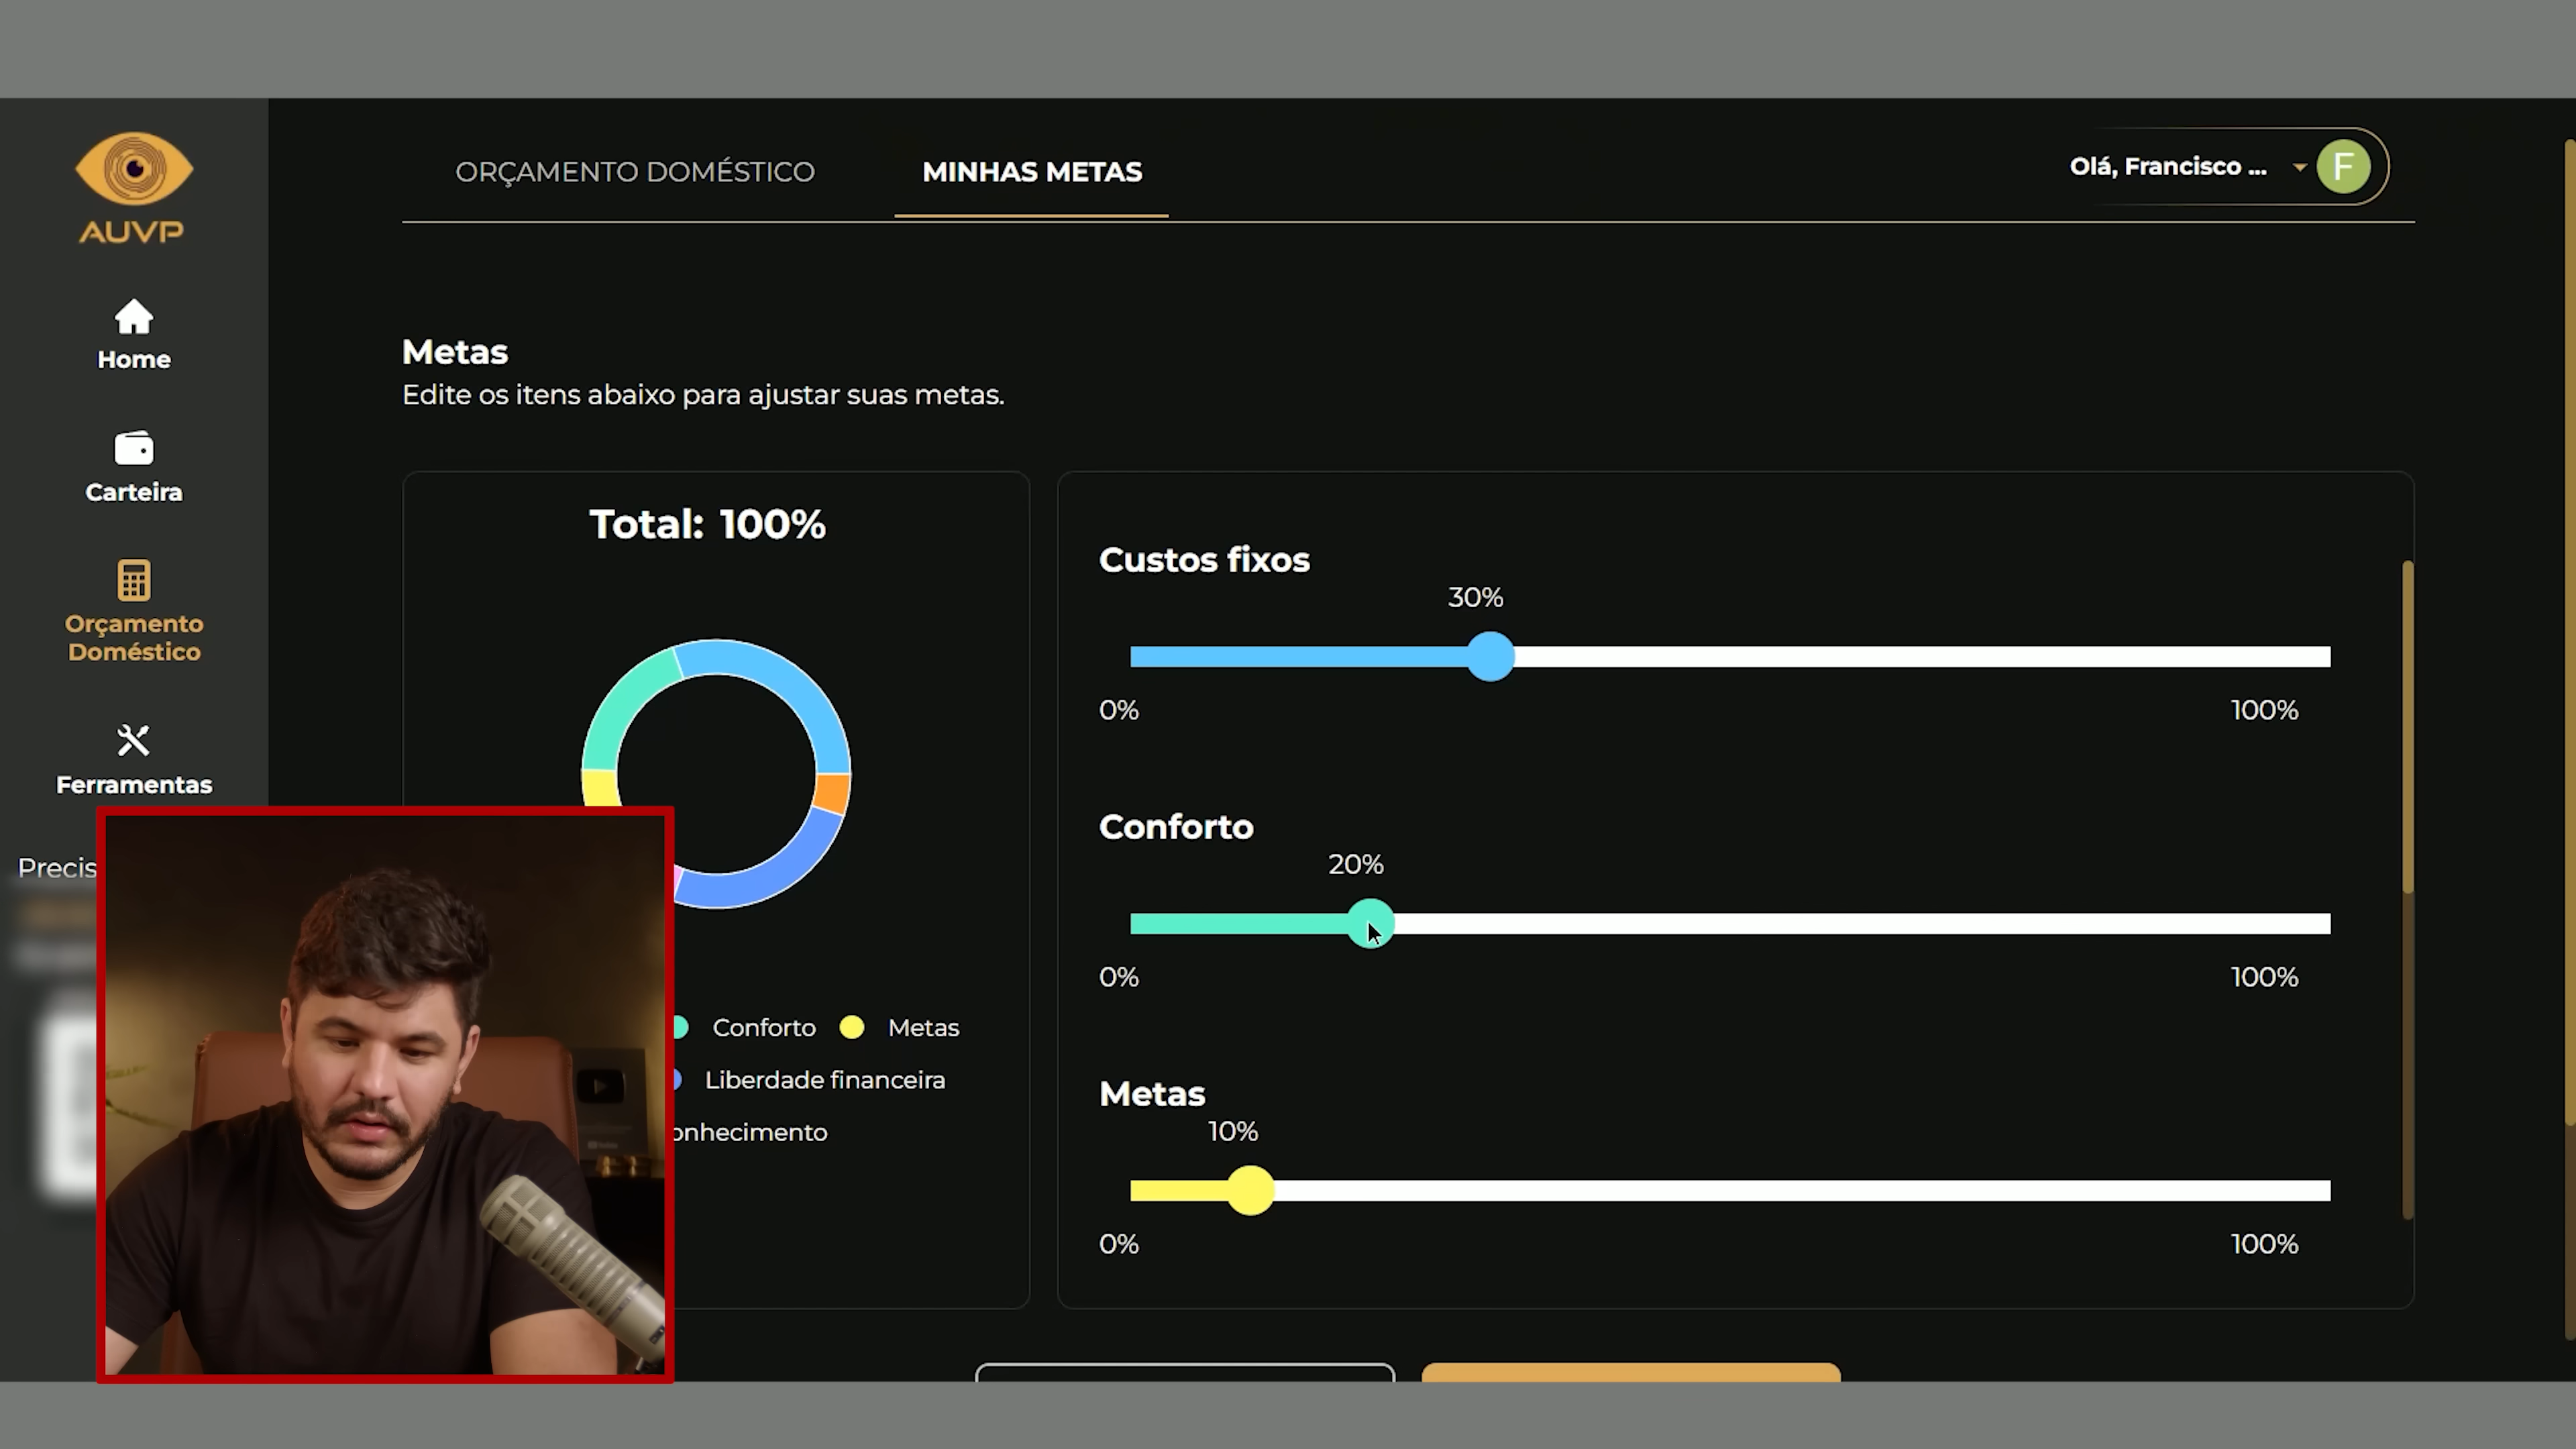 AUVP
Home
Carteira
Orçamento
Doméstico
Ferramentas
ORÇAMENTO DOMÉSTICO
MINHAS METAS
Olá, Francisco ...
F
Metas
Edite os itens abaixo para ajustar suas metas.
Total: 100%
Conforto
Metas
Liberdade financeira
Custos fixos
30%
0%
100%
Conforto
20%
0%
100%
Metas
10%
0%
100%